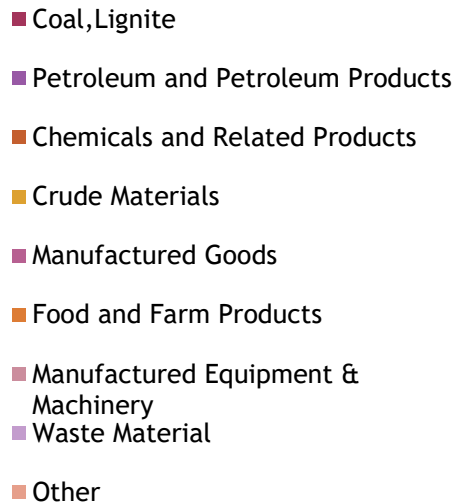 Coal,Lignite
Petroleum and Petroleum Products
Chemicals and Related Products
Crude Materials
Manufactured Goods
Food and Farm Products
Manufactured Equipment &
Machinery
Waste Material
Other